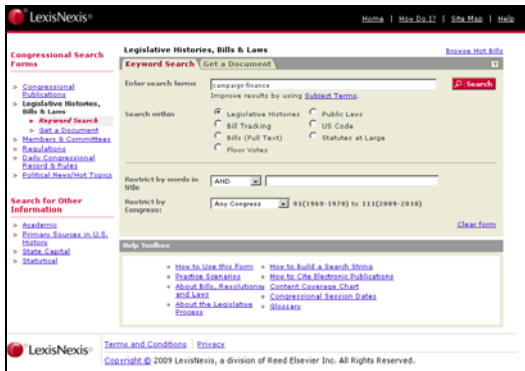 LexisNexis®
Home | How Do I? | Site Map | Help
Congressional Search Forms
Congressional Publications
Legislative Histories, Bills & Laws
Keyword Search
Get a Document
Members & Committees
Regulations
Daily Congressional Record & Rules
Political News/Hot Topics
Search for Other Information
Academic
Primary Sources in U.S. History
State Capital
Statistical
Legislative Histories, Bills & Laws
Browse Hot Bills
Keyword Search Get a Document ?
Enter search terms campaign finance Search
Improve results by using Subject Terms.
Search within Legislative Histories Public Laws
Bill Tracking US Code
Bills (Full Text) Statutes at Large
Floor Votes
Restrict by words in title AND
Restrict by Congress: Any Congress 91(1969-1970) to 111(2009-2010)
Clear form
Help Toolbox
How to Use this Form
Practice Scenarios
About Bills, Resolutions and Laws
About the Legislative Process
How to Build a Search String
How to Cite Electronic Publications
Content Coverage Chart
Congressional Session Dates
Glossary
LexisNexis®
Terms and Conditions | Privacy
Copyright © 2009 LexisNexis, a division of Reed Elsevier Inc. All Rights Reserved.